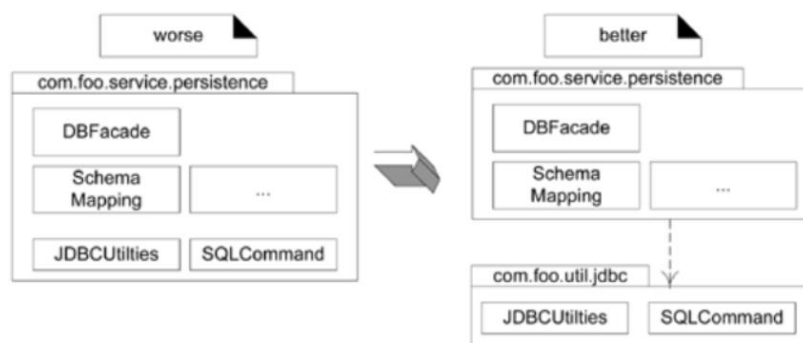 worse
com.foo.service.persistence
DBFacade
Schema
Mapping
...
JDBCUtilties
SQLCommand
better
com.foo.service.persistence
DBFacade
Schema
Mapping
...
com.foo.util.jdbc
JDBCUtilties
SQLCommand